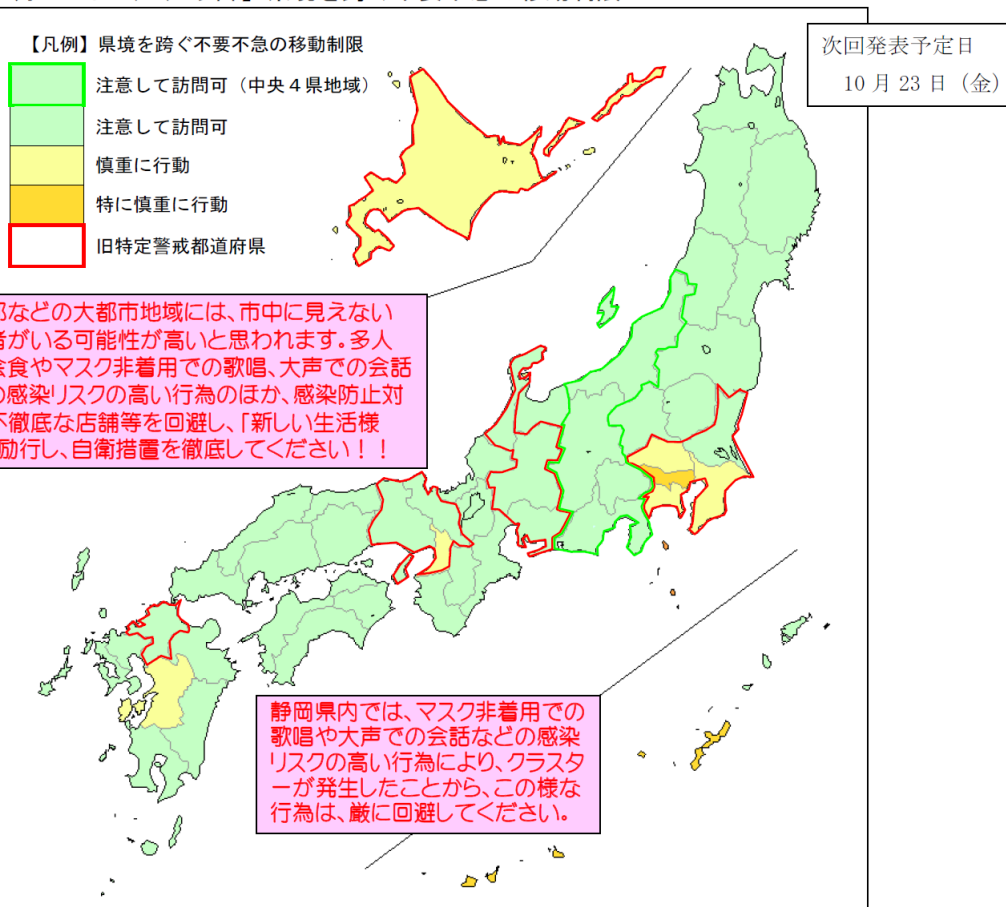 【凡例】県境を跨ぐ不要不急の移動制限
注意して訪問可（中央４県地域）
注意して訪問可
慎重に行動
特に慎重に行動
旧特定警戒都道府県
次回発表予定日
10 月 23 日（金）
などの大都市地域には、市中に見えない
がいる可能性が高いと思われます。多人
食やマスク非着用での歌唱、大声での会話
感染リスクの高い行為のほか、感染防止対
徹底な店舗等を回避し、「新しい生活様
励行し、自衛措置を徹底してください！！
静岡県内では、マスク非着用での
歌唱や大声での会話などの感染
リスクの高い行為により、クラスタ
ーが発生したことから、この様な
行為は、厳に回避してください。